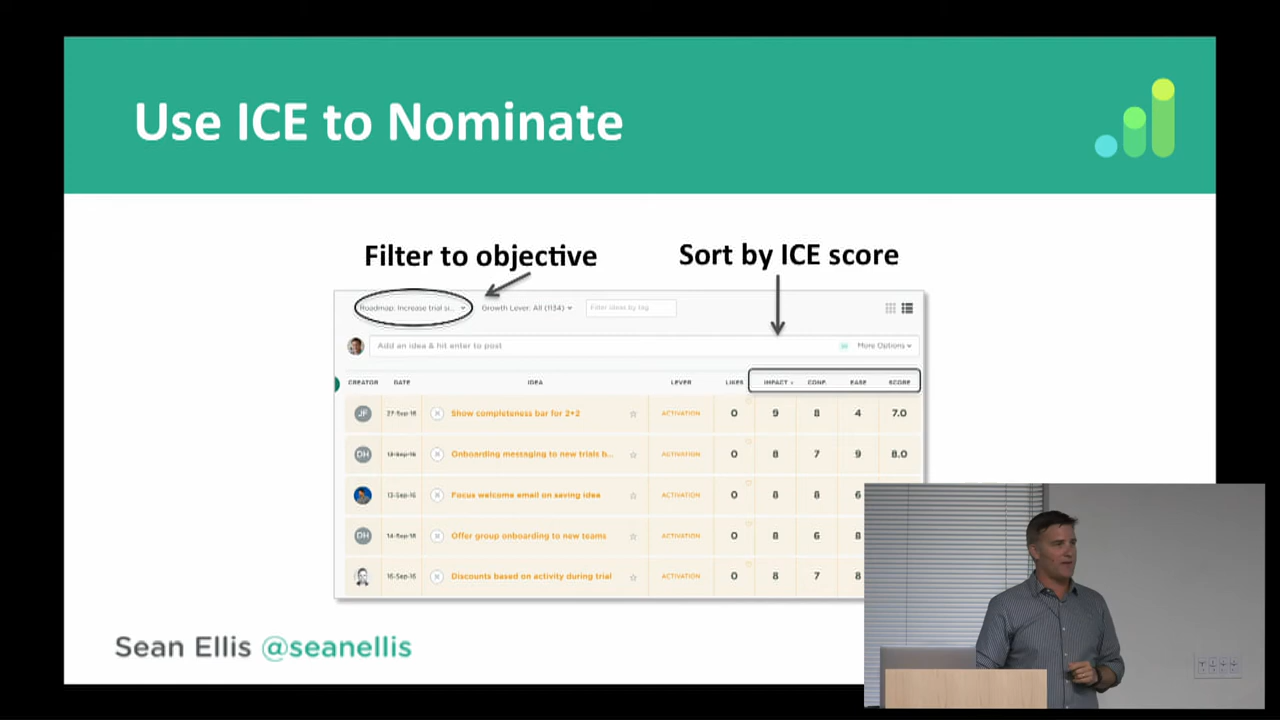 Use ICE to Nominate
Filter to objective
Sort by ICE score
Roadmap: Increase trial si... Growth Lever: All (1154) Filter ideas by tag
Add an idea & hit enter to post More Options
CREATOR DATE IDEA LEVER LIKES IMPACT CONF. EASE SCORE
JF 27-Sep-16 Show completeness bar for 2+2 ACTIVATION 0 9 8 4 7.0
DH 13-Sep-16 Onboarding messaging to new trials b... ACTIVATION 0 8 7 9 8.0
13-Sep-16 Focus welcome email on saving idea ACTIVATION 0 8 8 6
DH 14-Sep-16 Offer group onboarding to new teams ACTIVATION 0 8 6 8
16-Sep-16 Discounts based on activity during trial ACTIVATION 0 8 7 8
Sean Ellis @seanellis